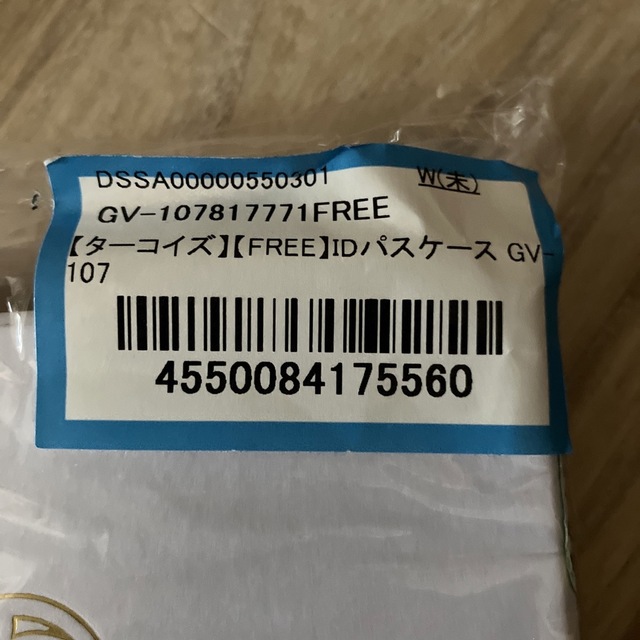 DSSA00000550301 W(未)
GV-107817771FREE
【ターコイズ】【FREE】IDパスケース GV-
107
4550084175560